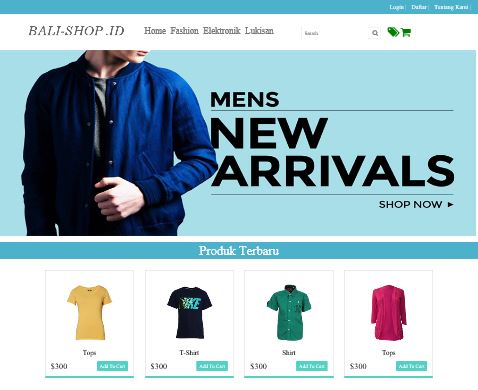 Login | Daftar | Tentang Kami |
BALI-SHOP .ID Home Fashion Elektronik Lukisan Search
MENS
NEW
ARRIVALS
SHOP NOW
Produk Terbaru
Tops T-Shirt Shirt Tops
$300 Add To Cart $300 Add To Cart $300 Add To Cart $300 Add To Cart